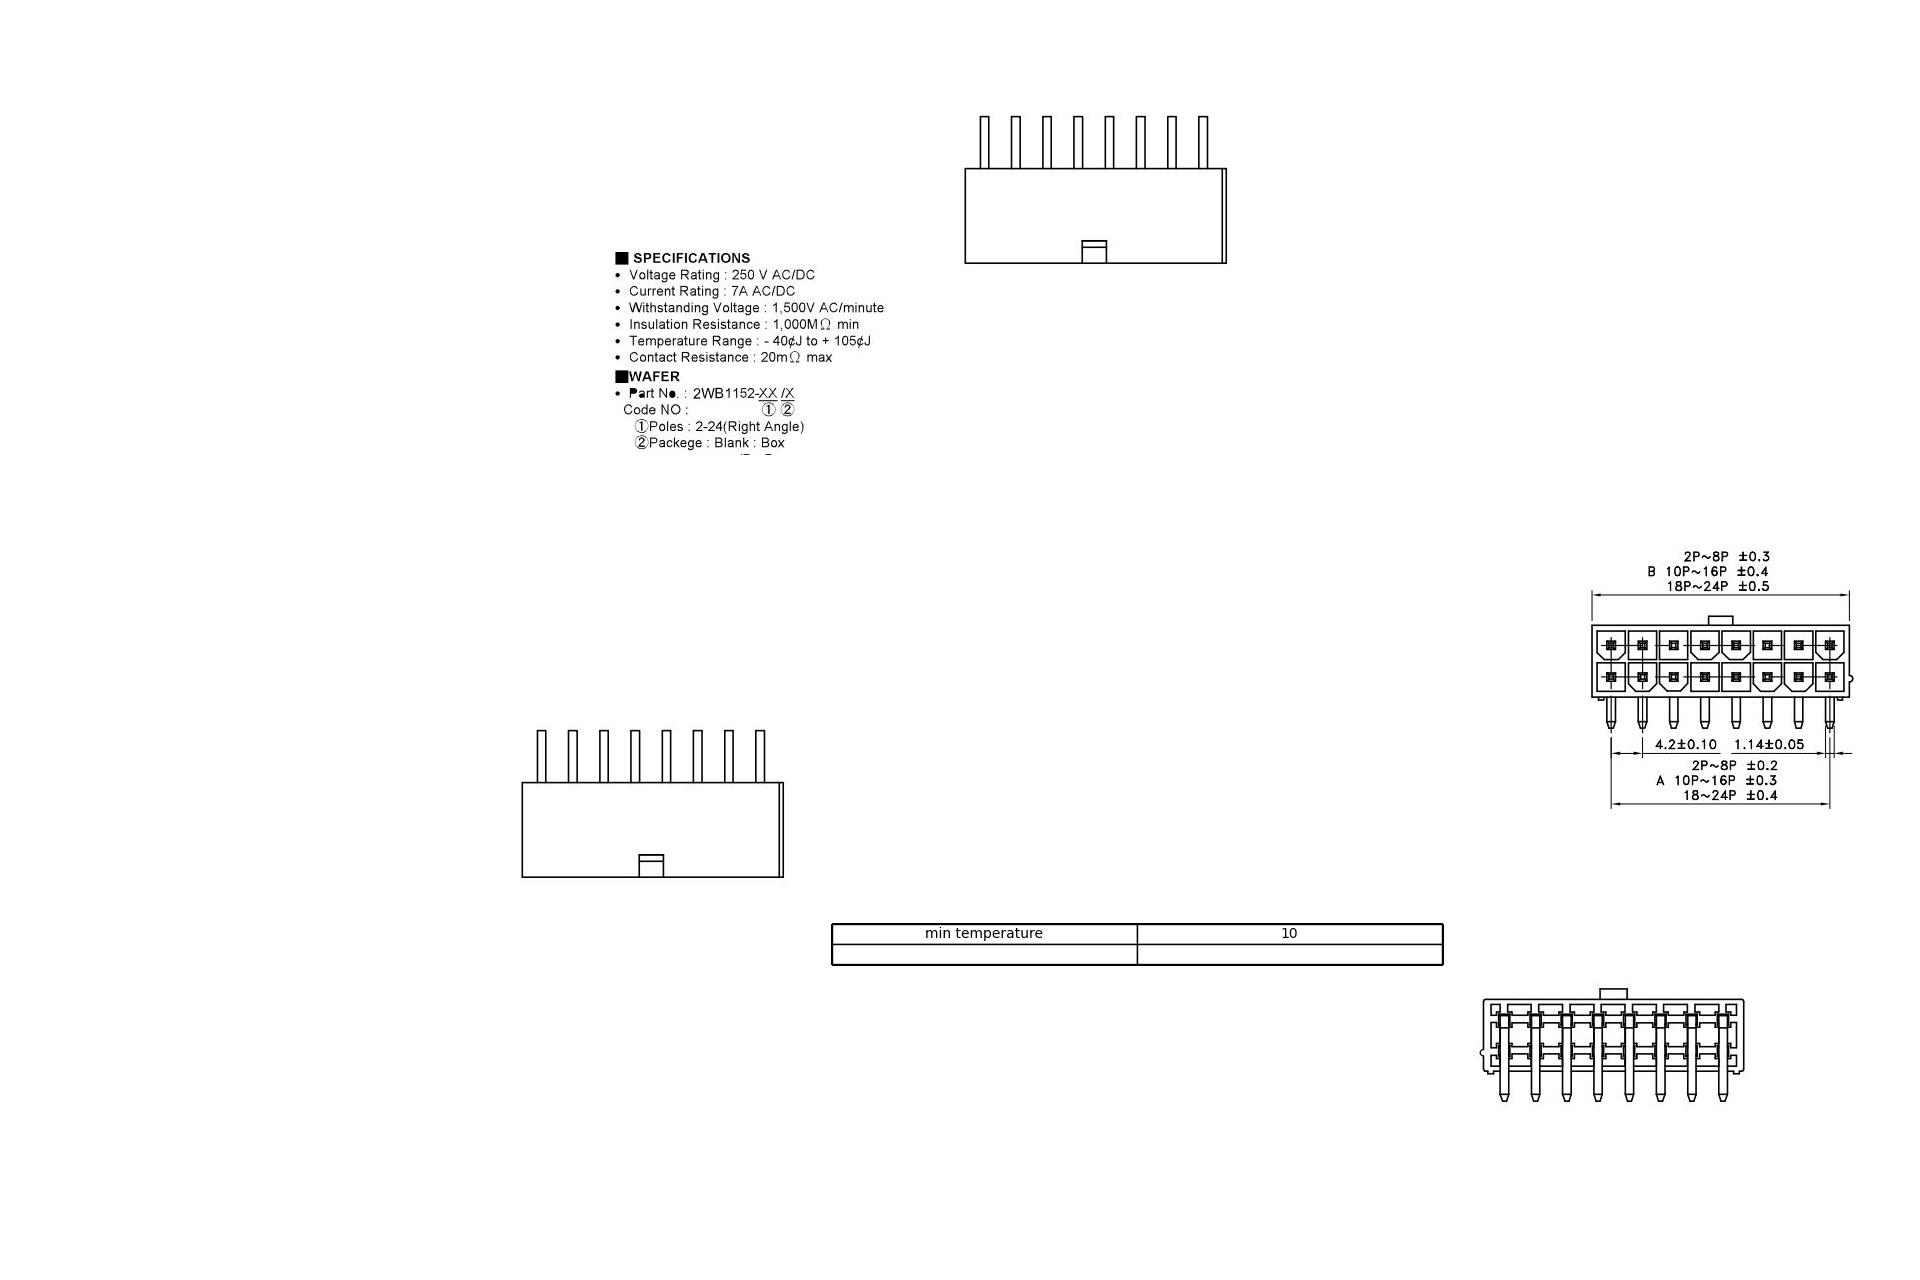 ■ SPECIFICATIONS
• Voltage Rating : 250 V AC/DC
• Current Rating : 7A AC/DC
• Withstanding Voltage : 1,500V AC/minute
• Insulation Resistance : 1,000MΩ min
• Temperature Range : - 40¢J to + 105¢J
• Contact Resistance : 20mΩ max
■WAFER
• Part No. : 2WB1152-XX /X
Code NO : ① ②
①Poles : 2-24(Right Angle)
②Packege : Blank : Box
2P~8P ±0.3
B 10P~16P ±0.4
18P~24P ±0.5
4.2±0.10 1.14±0.05
2P~8P ±0.2
A 10P~16P ±0.3
18~24P ±0.4
min temperature 10